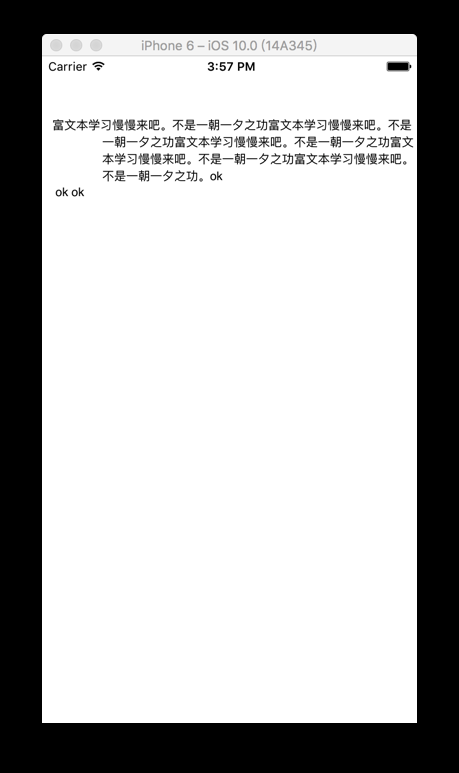 iPhone 6 – iOS 10.0 (14A345)
Carrier 3:57 PM
富文本学习慢慢来吧。不是一朝一夕之功富文本学习慢慢来吧。不是
一朝一夕之功富文本学习慢慢来吧。不是一朝一夕之功富文
本学习慢慢来吧。不是一朝一夕之功富文本学习慢慢来吧。
不是一朝一夕之功。ok
ok ok